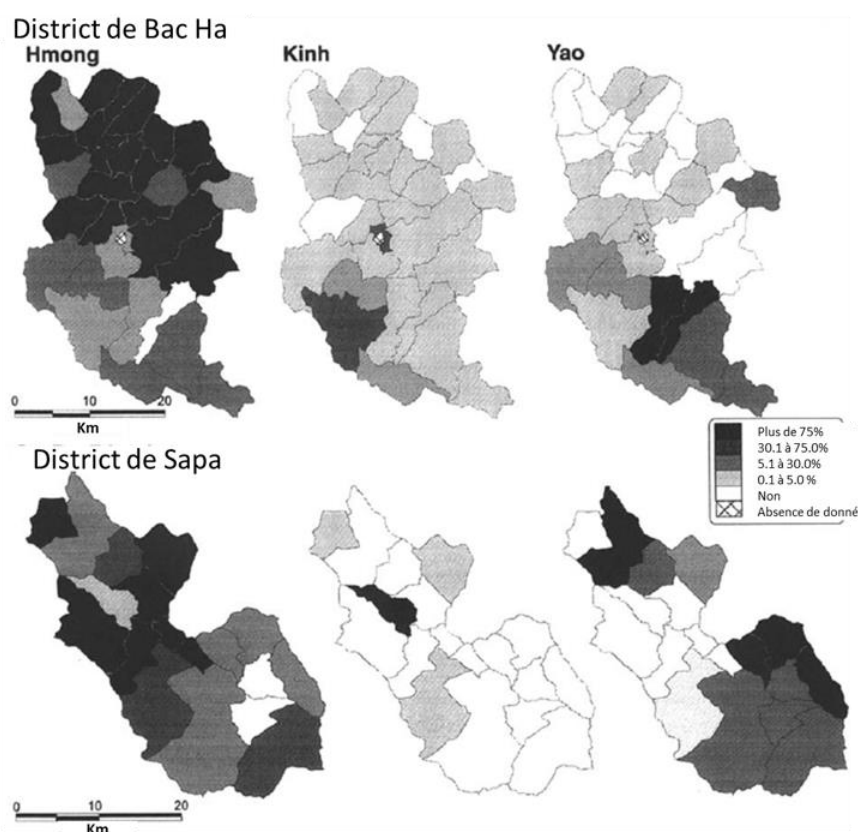 District de Bac Ha
Hmong
Kinh
Yao
0
10
20
Km
District de Sapa
Plus de 75%
30.1 à 75.0%
5.1 à 30.0%
0.1 à 5.0 %
Non
Absence de donné
0
10
20
Km